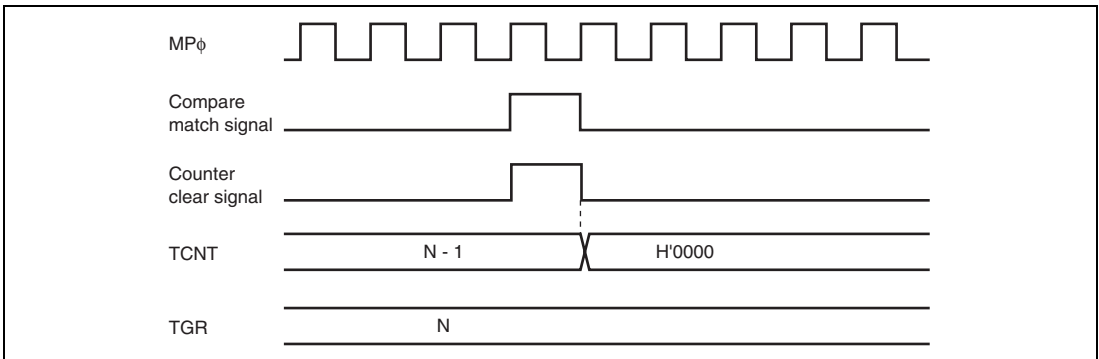 MPϕ
Compare
match signal
Counter
clear signal
TCNT
N - 1
H'0000
TGR
N